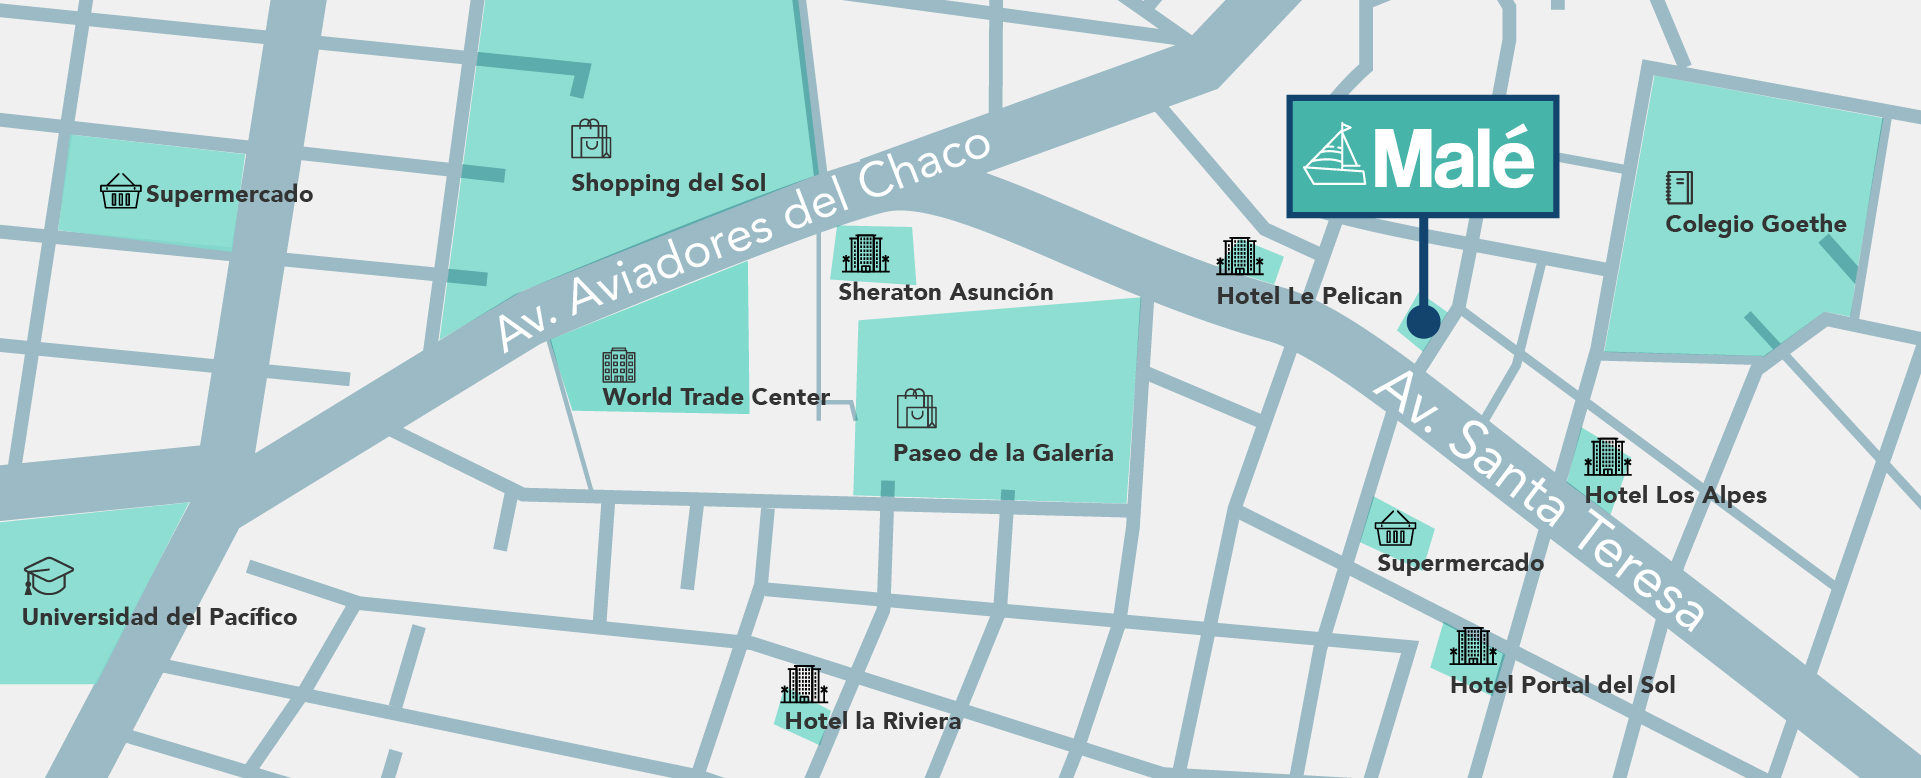 Malé
Av. Aviadores del Chaco
Shopping del Sol
Supermercado
Colegio Goethe
Sheraton Asunción
Hotel Le Pelican
World Trade Center
Paseo de la Galería
Av. Santa Teresa
Hotel Los Alpes
Supermercado
Universidad del Pacífico
Hotel Portal del Sol
Hotel la Riviera